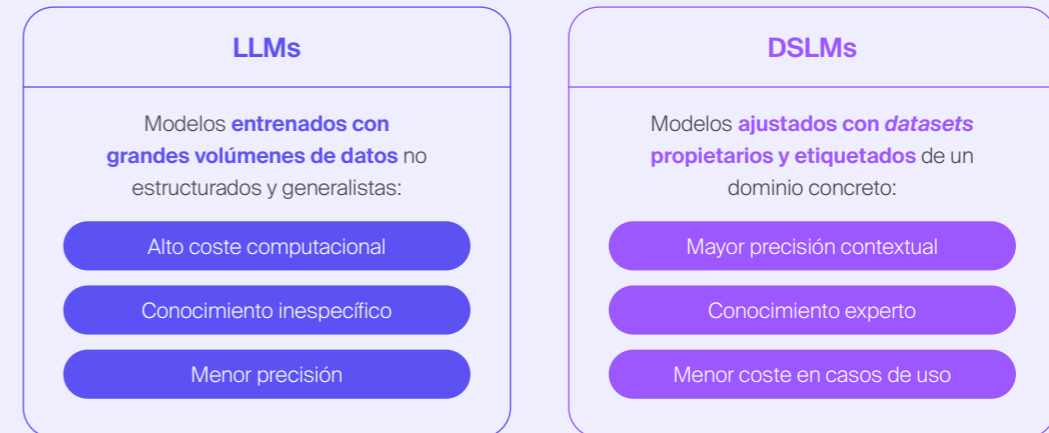 LLMs
Modelos entrenados con
grandes volúmenes de datos no
estructurados y generalistas:
Alto coste computacional
Conocimiento inespecífico
Menor precisión
DSLMs
Modelos ajustados con datasets
propietarios y etiquetados de un
dominio concreto:
Mayor precisión contextual
Conocimiento experto
Menor coste en casos de uso